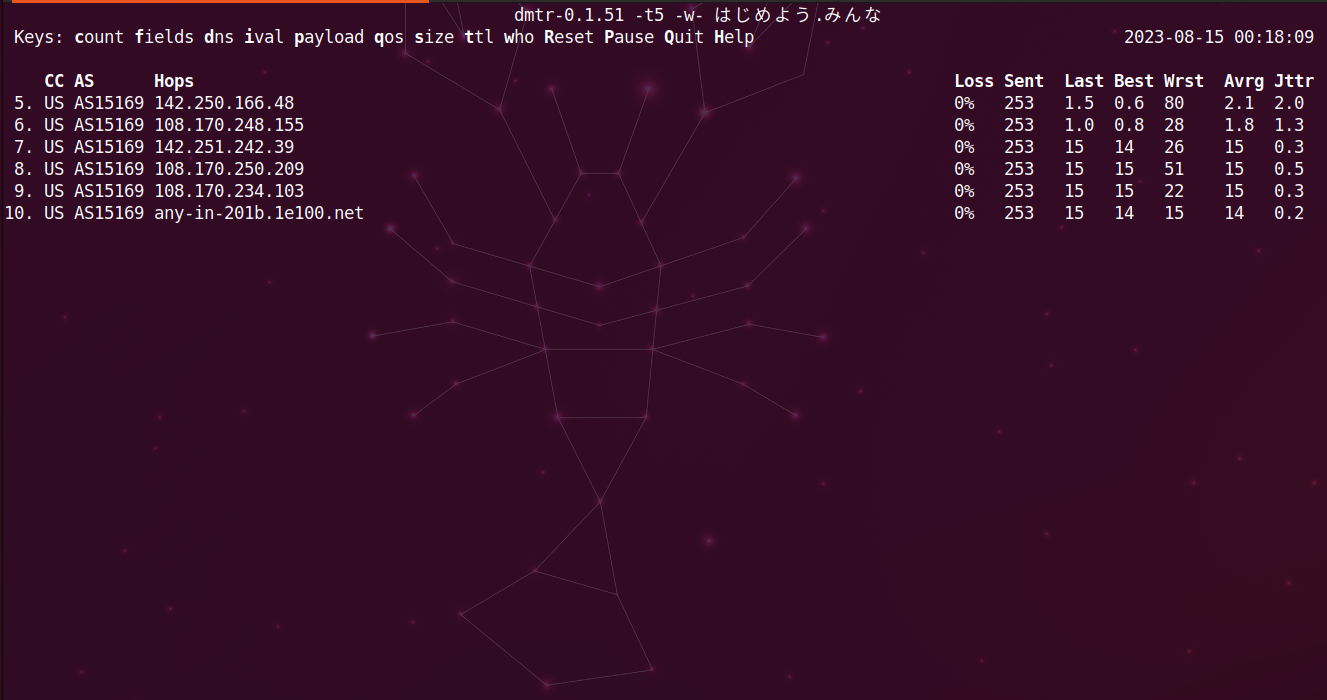 dmtr-0.1.51 -t5 -w- はじめよう.みんな
Keys: count fields dns ival payload qos size ttl who Reset Pause Quit Help 2023-08-15 00:18:09
CC AS Hops Loss Sent Last Best Wrst Avrg Jttr
5. US AS15169 142.250.166.48 0% 253 1.5 0.6 80 2.1 2.0
6. US AS15169 108.170.248.155 0% 253 1.0 0.8 28 1.8 1.3
7. US AS15169 142.251.242.39 0% 253 15 14 26 15 0.3
8. US AS15169 108.170.250.209 0% 253 15 15 51 15 0.5
9. US AS15169 108.170.234.103 0% 253 15 15 22 15 0.3
10. US AS15169 any-in-201b.1e100.net 0% 253 15 14 15 14 0.2